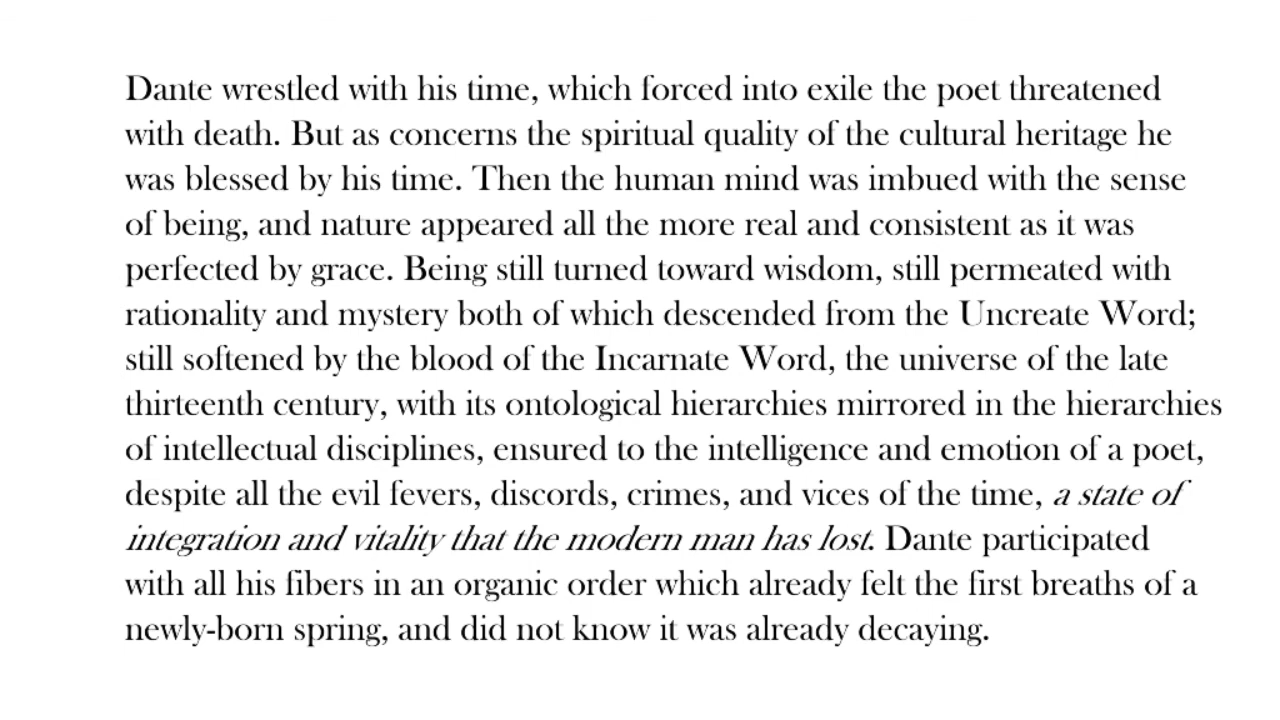 Dante wrestled with his time, which forced into exile the poet threatened
with death. But as concerns the spiritual quality of the cultural heritage he
was blessed by his time. Then the human mind was imbued with the sense
of being, and nature appeared all the more real and consistent as it was
perfected by grace. Being still turned toward wisdom, still permeated with
rationality and mystery both of which descended from the Uncreate Word;
still softened by the blood of the Incarnate Word, the universe of the late
thirteenth century, with its ontological hierarchies mirrored in the hierarchies
of intellectual disciplines, ensured to the intelligence and emotion of a poet,
despite all the evil fevers, discords, crimes, and vices of the time, a state of
integration and vitality that the modern man has lost. Dante participated
with all his fibers in an organic order which already felt the first breaths of a
newly-born spring, and did not know it was already decaying.